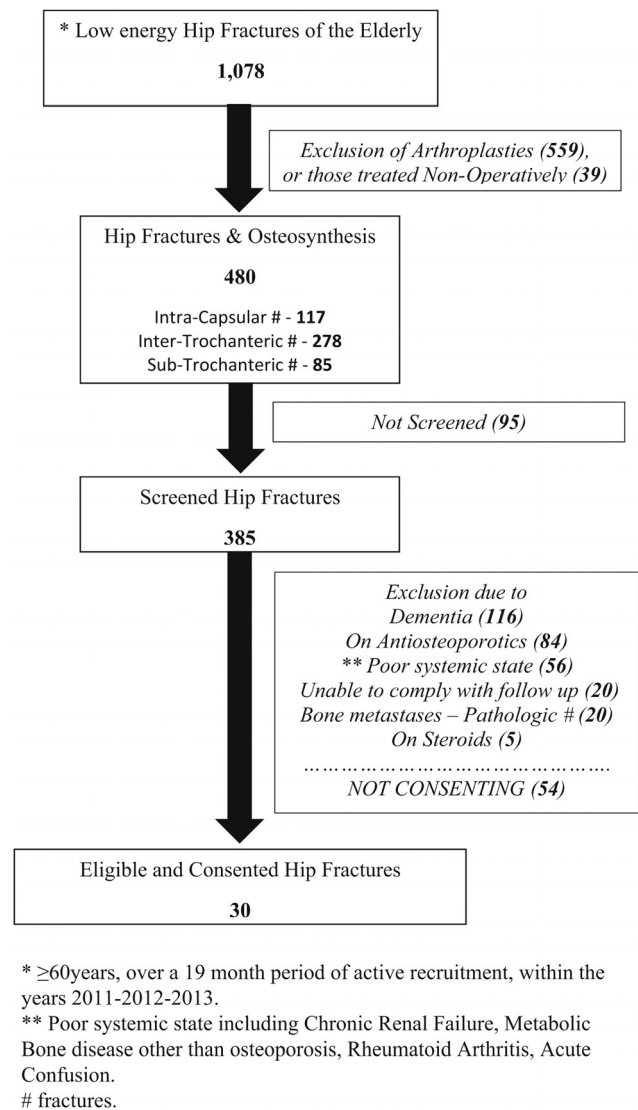 * Low energy Hip Fractures of the Elderly
1,078
Exclusion of Arthroplasties (559),
or those treated Non-Operatively (39)
Hip Fractures & Osteosynthesis
480
Intra-Capsular # - 117
Inter-Trochanteric # - 278
Sub-Trochanteric # - 85
Not Screened (95)
Screened Hip Fractures
385
Exclusion due to
Dementia (116)
On Antiosteoporotics (84)
** Poor systemic state (56)
Unable to comply with follow up (20)
Bone metastases – Pathologic # (20)
On Steroids (5)
………………………………………….
NOT CONSENTING (54)
Eligible and Consented Hip Fractures
30
* ≥60years, over a 19 month period of active recruitment, within the
years 2011-2012-2013.
** Poor systemic state including Chronic Renal Failure, Metabolic
Bone disease other than osteoporosis, Rheumatoid Arthritis, Acute
Confusion.
# fractures.